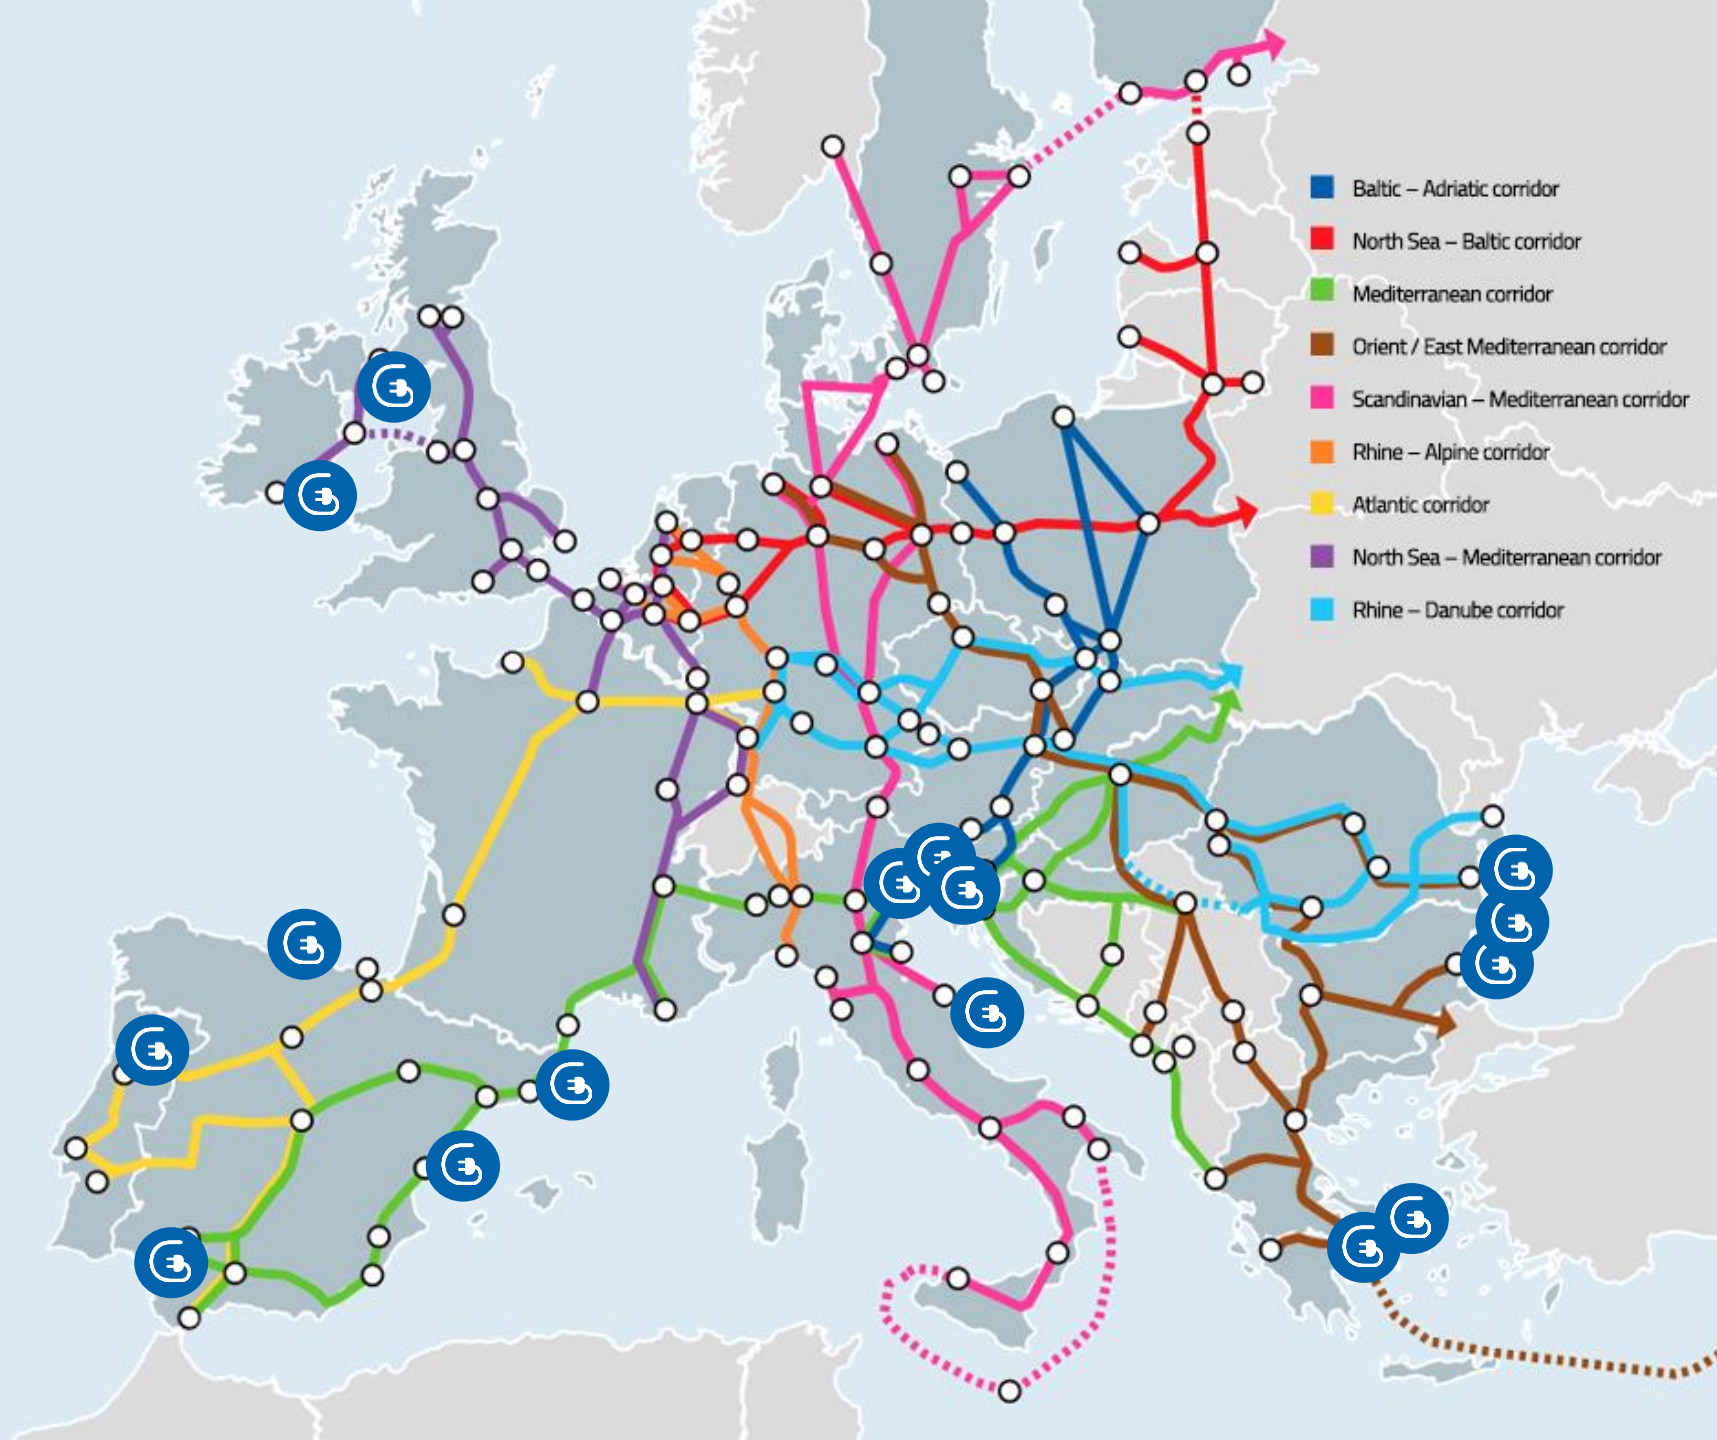 Baltic – Adriatic corridor
North Sea – Baltic corridor
Mediterranean corridor
Orient / East Mediterranean corridor
Scandinavian – Mediterranean corridor
Rhine – Alpine corridor
Atlantic corridor
North Sea – Mediterranean corridor
Rhine – Danube corridor